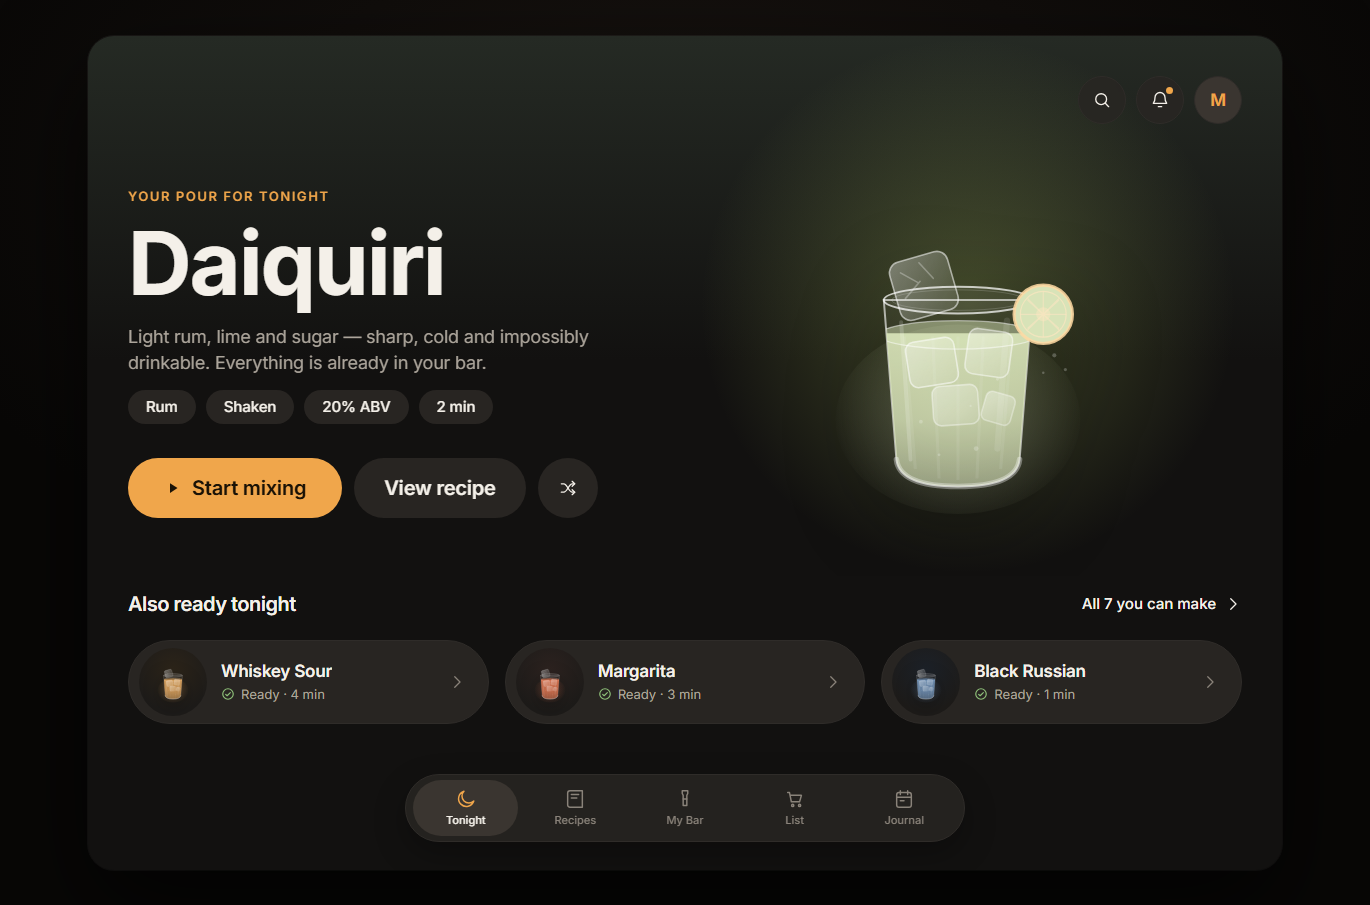 M
YOUR POUR FOR TONIGHT
Daiquiri
Light rum, lime and sugar — sharp, cold and impossibly
drinkable. Everything is already in your bar.
Rum
Shaken
20% ABV
2 min
Start mixing
View recipe
Also ready tonight
All 7 you can make
Whiskey Sour
Ready · 4 min
Margarita
Ready · 3 min
Black Russian
Ready · 1 min
Tonight
Recipes
My Bar
List
Journal